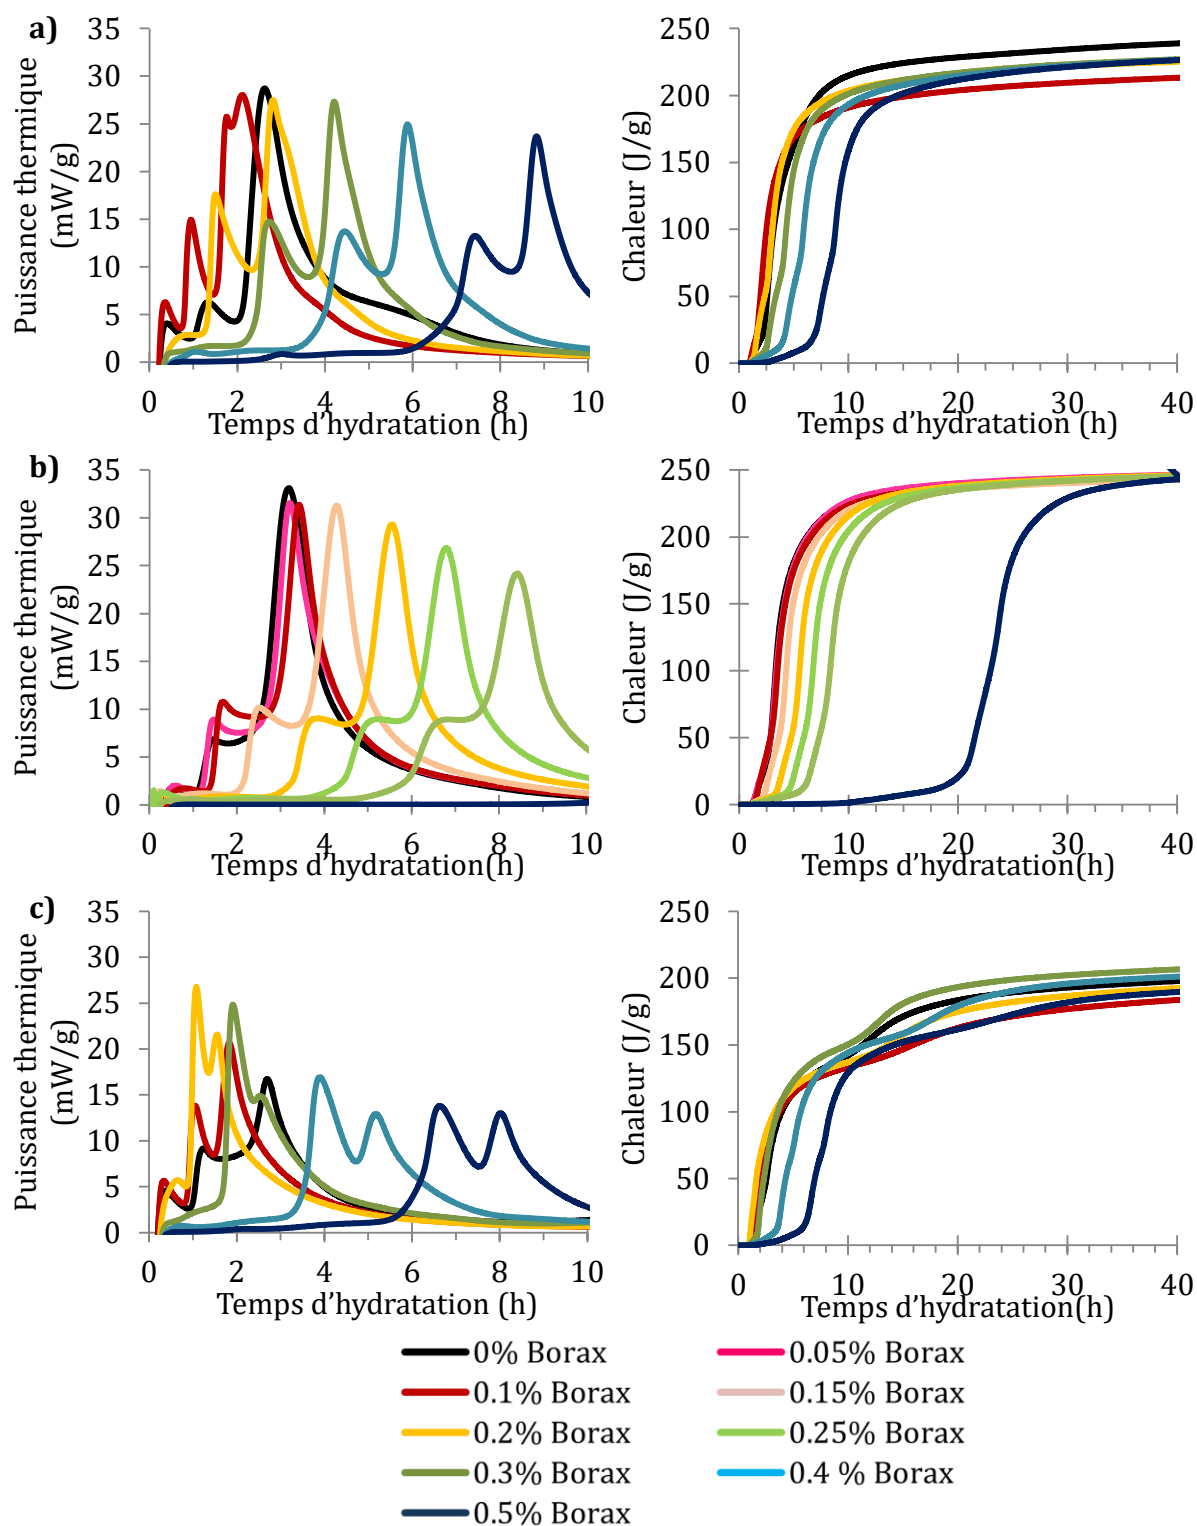 a)
Puissance thermique
(mW/g)
35
30
25
20
15
10
5
0
0 2 4 6 8 10
Temps d'hydratation (h)
Chaleur (J/g)
250
200
150
100
50
0
0 10 20 30 40
Temps d'hydratation (h)
b)
Puissance thermique
(mW/g)
35
30
25
20
15
10
5
0
0 2 4 6 8 10
Temps d'hydratation(h)
Chaleur (J/g)
250
200
150
100
50
0
0 10 20 30 40
Temps d'hydratation(h)
c)
Puissance thermique
(mW/g)
35
30
25
20
15
10
5
0
0 2 4 6 8 10
Temps d'hydratation (h)
Chaleur (J/g)
250
200
150
100
50
0
0 10 20 30 40
Temps d'hydratation(h)
0% Borax
0.05% Borax
0.1% Borax
0.15% Borax
0.2% Borax
0.25% Borax
0.3% Borax
0.4 % Borax
0.5% Borax